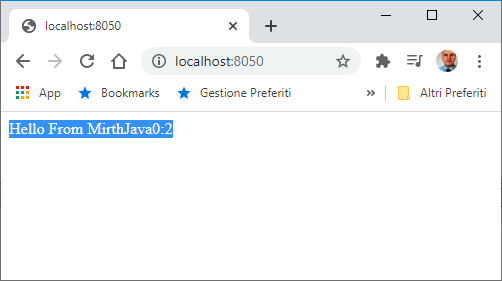 localhost:8050
localhost:8050
App Bookmarks Gestione Preferiti » Altri Preferiti
Hello From MirthJava0:2